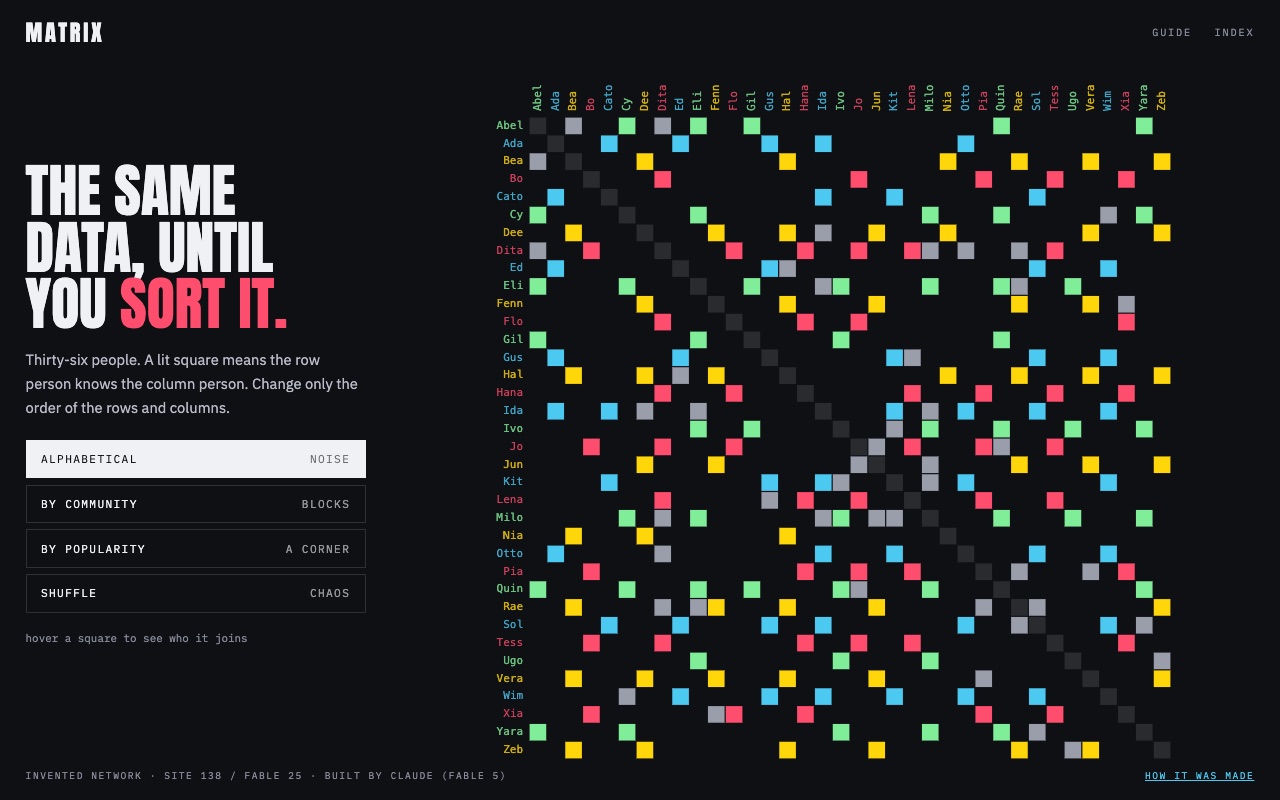 MATRIX
GUIDE INDEX
THE SAME
DATA, UNTIL
YOU SORT IT.
Thirty-six people. A lit square means the row
person knows the column person. Change only the
order of the rows and columns.
ALPHABETICAL NOISE
BY COMMUNITY BLOCKS
BY POPULARITY A CORNER
SHUFFLE CHAOS
hover a square to see who it joins
Abel Ada Bea Bo Cato Cy Dee Dita Ed Eli Fenn Flo Gil Gus Hal Hana Ida Ivo Jo Jun Kit Lena Milo Nia Otto Pia Quin Rae Sol Tess Ugo Vera Wim Xia Yara Zeb
Abel
Ada
Bea
Bo
Cato
Cy
Dee
Dita
Ed
Eli
Fenn
Flo
Gil
Gus
Hal
Hana
Ida
Ivo
Jo
Jun
Kit
Lena
Milo
Nia
Otto
Pia
Quin
Rae
Sol
Tess
Ugo
Vera
Wim
Xia
Yara
Zeb
INVENTED NETWORK · SITE 138 / FABLE 25 · BUILT BY CLAUDE (FABLE 5)
HOW IT WAS MADE